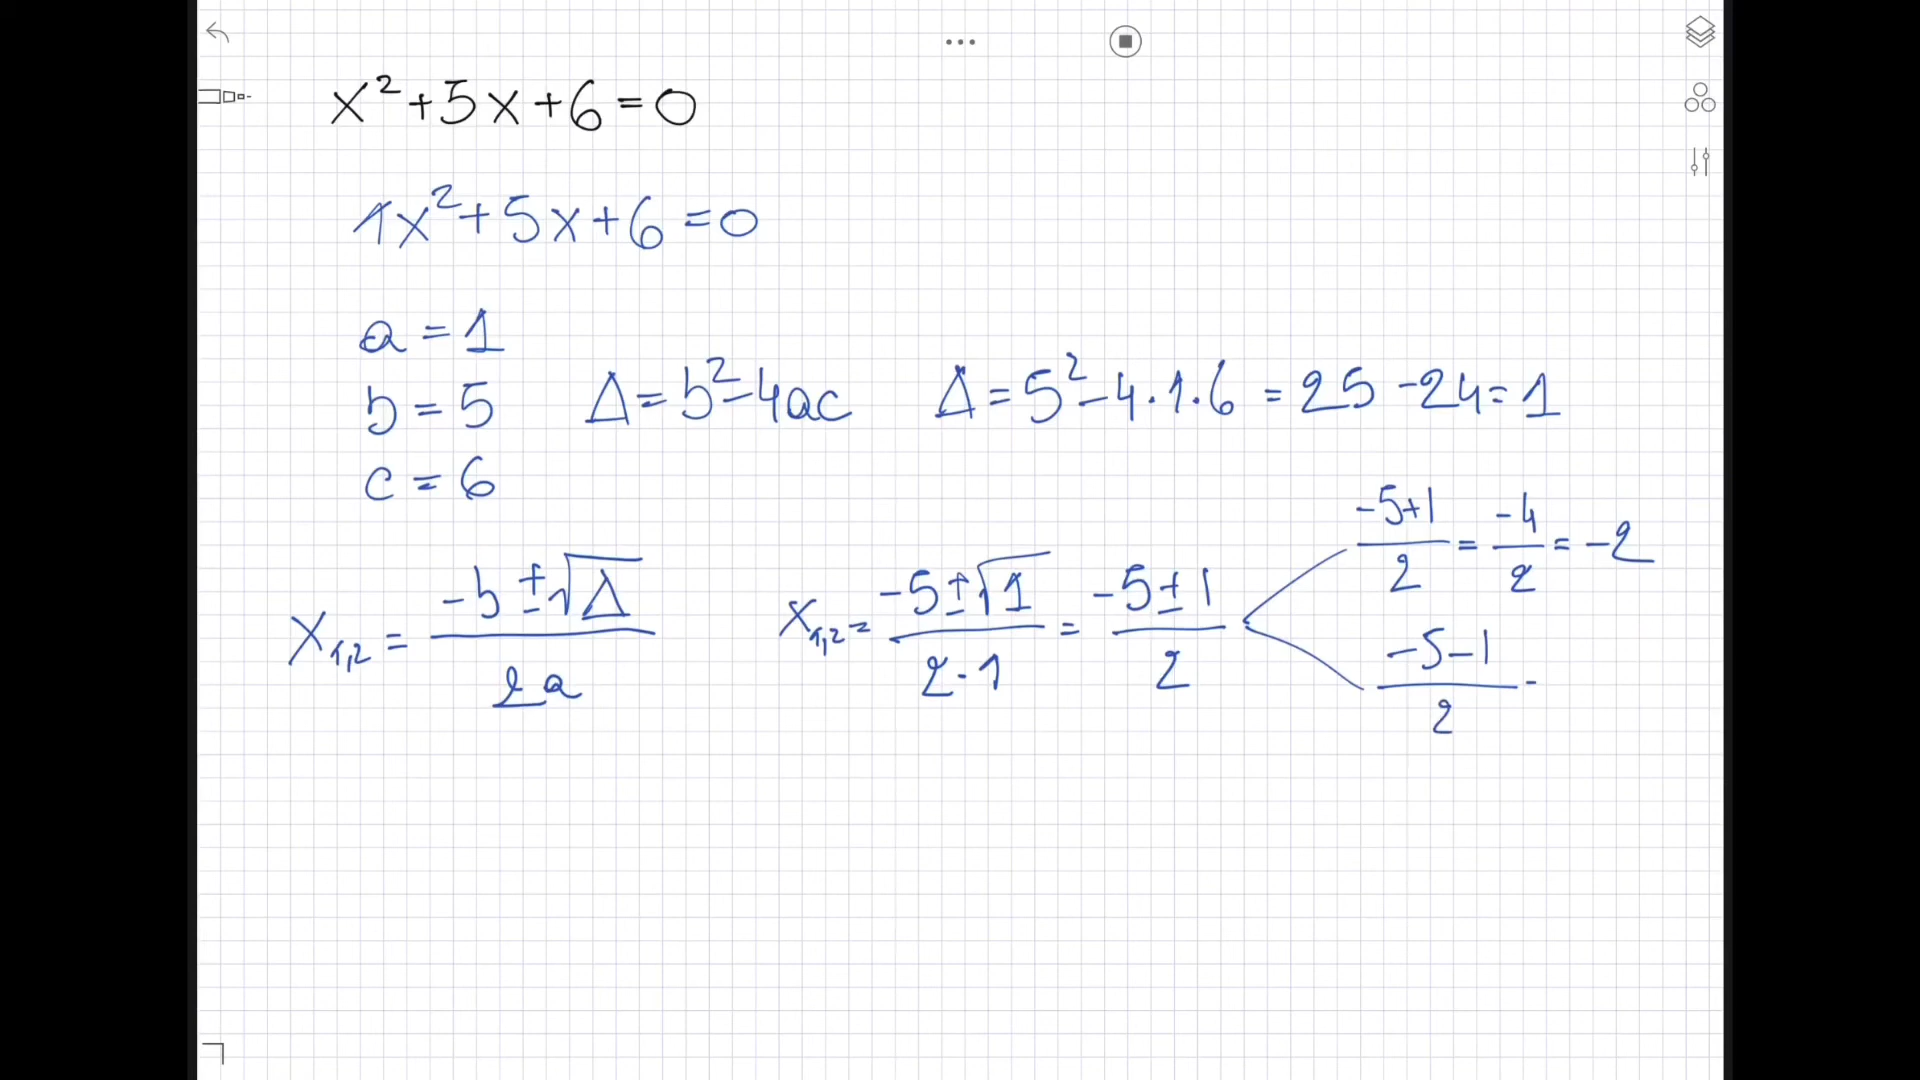 x²+5x+6=0
1x²+5x+6=0
a=1
b=5 Δ=b²-4ac Δ=5²-4·1·6=25-24=1
c=6
x₁,₂=(-b±√Δ)/(2a) x₁,₂=(-5±√1)/(2·1)=(-5±1)/2
(-5+1)/2=(-4)/2=-2
(-5-1)/2-